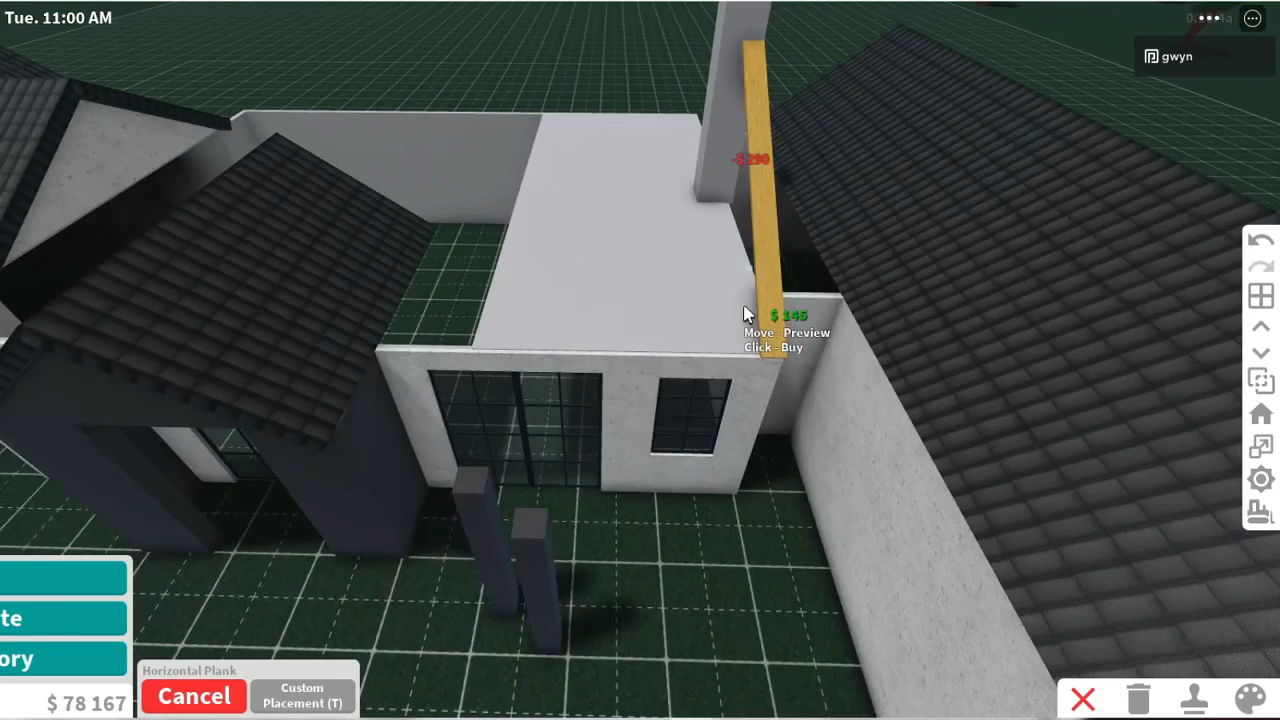 Tue. 11:00 AM
gwyn
-$ 290
$ 145
Move - Preview
Click - Buy
te
ory
$ 78 167
Horizontal Plank
Cancel
Custom
Placement (T)